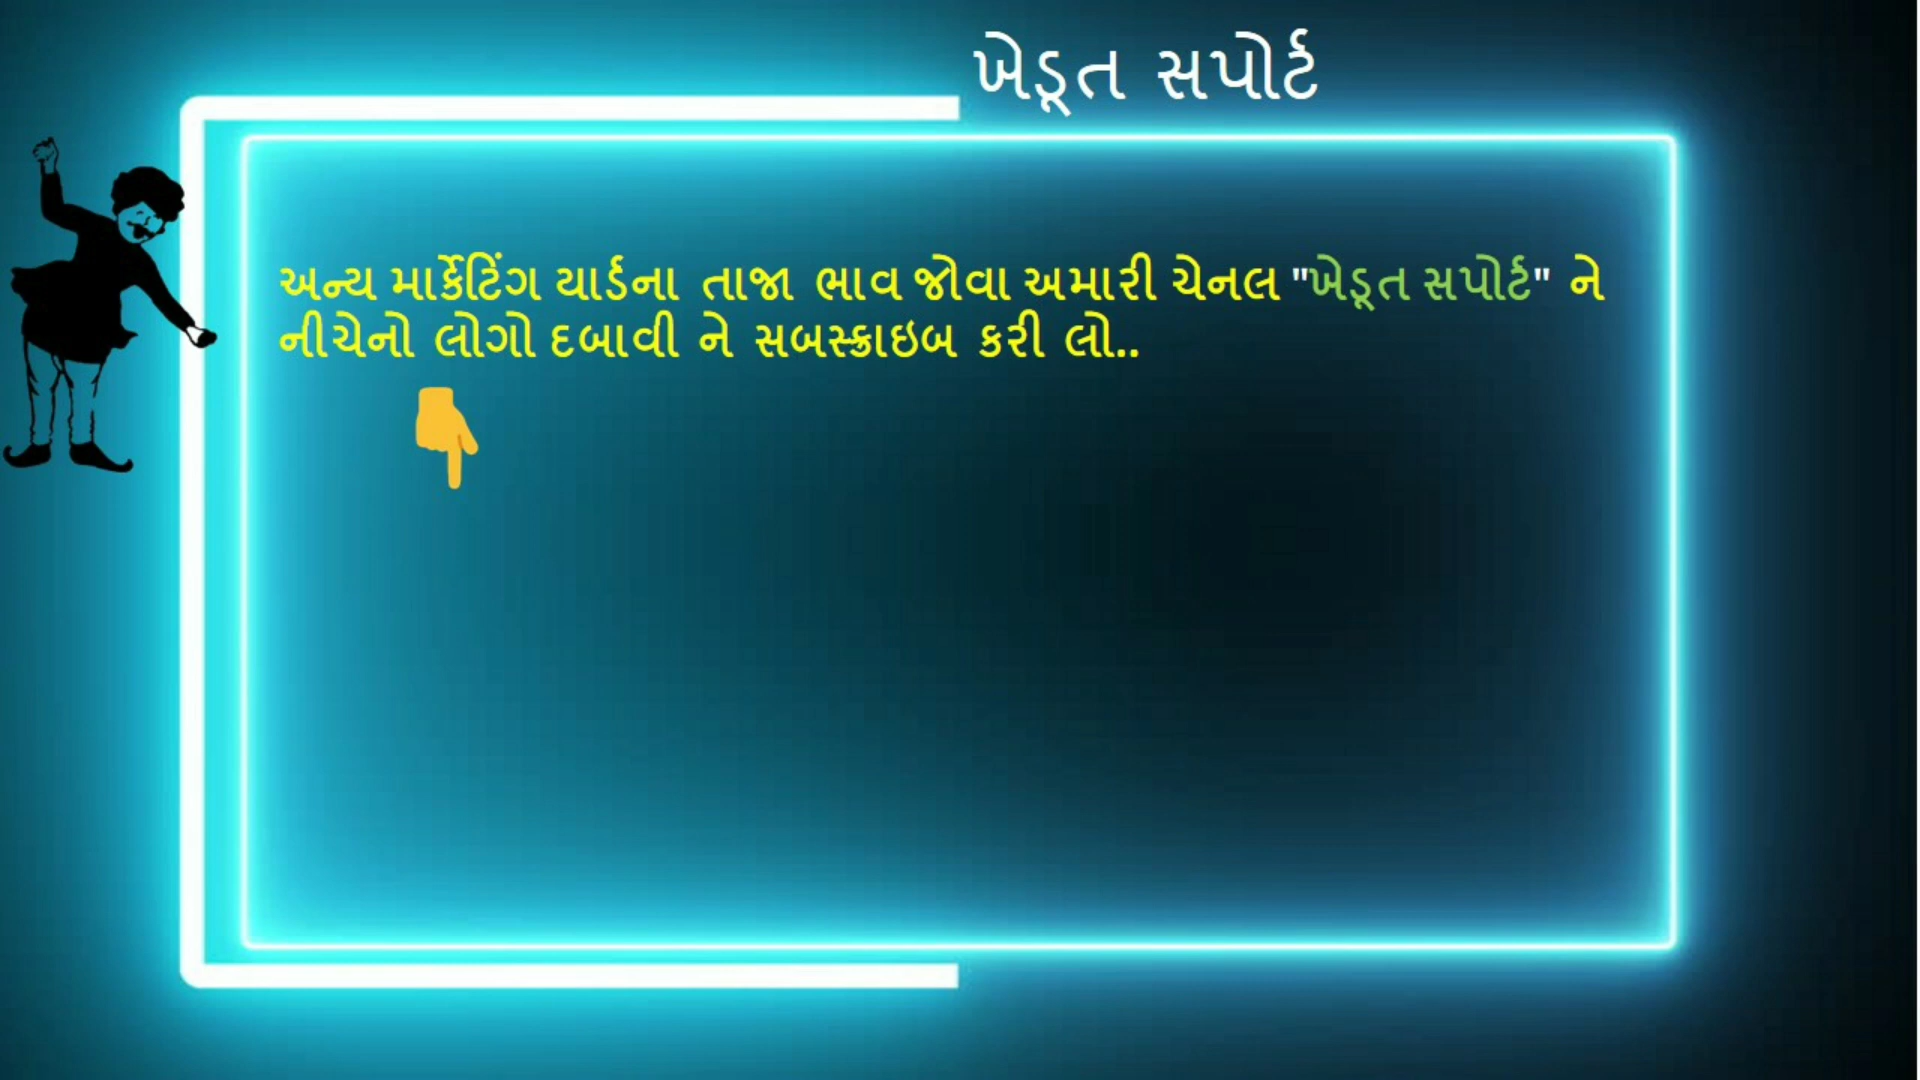 ખેડૂત સપોર્ટ
અન્ય માર્કેટિંગ યાર્ડના તાજા ભાવ જોવા અમારી ચેનલ "ખેડૂત સપોર્ટ" ને
નીચેનો લોગો દબાવી ને સબસ્ક્રાઇબ કરી લો..